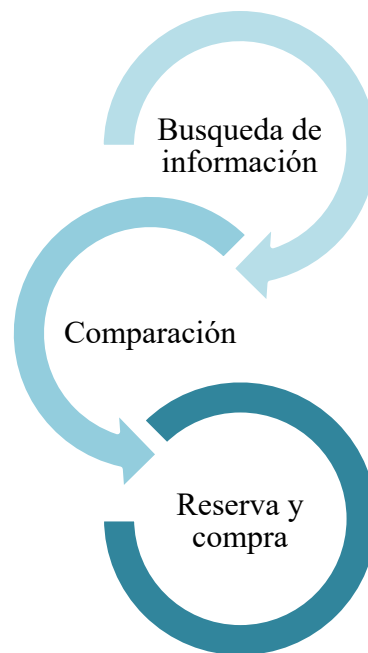 Busqueda de
información
Comparación
Reserva y
compra